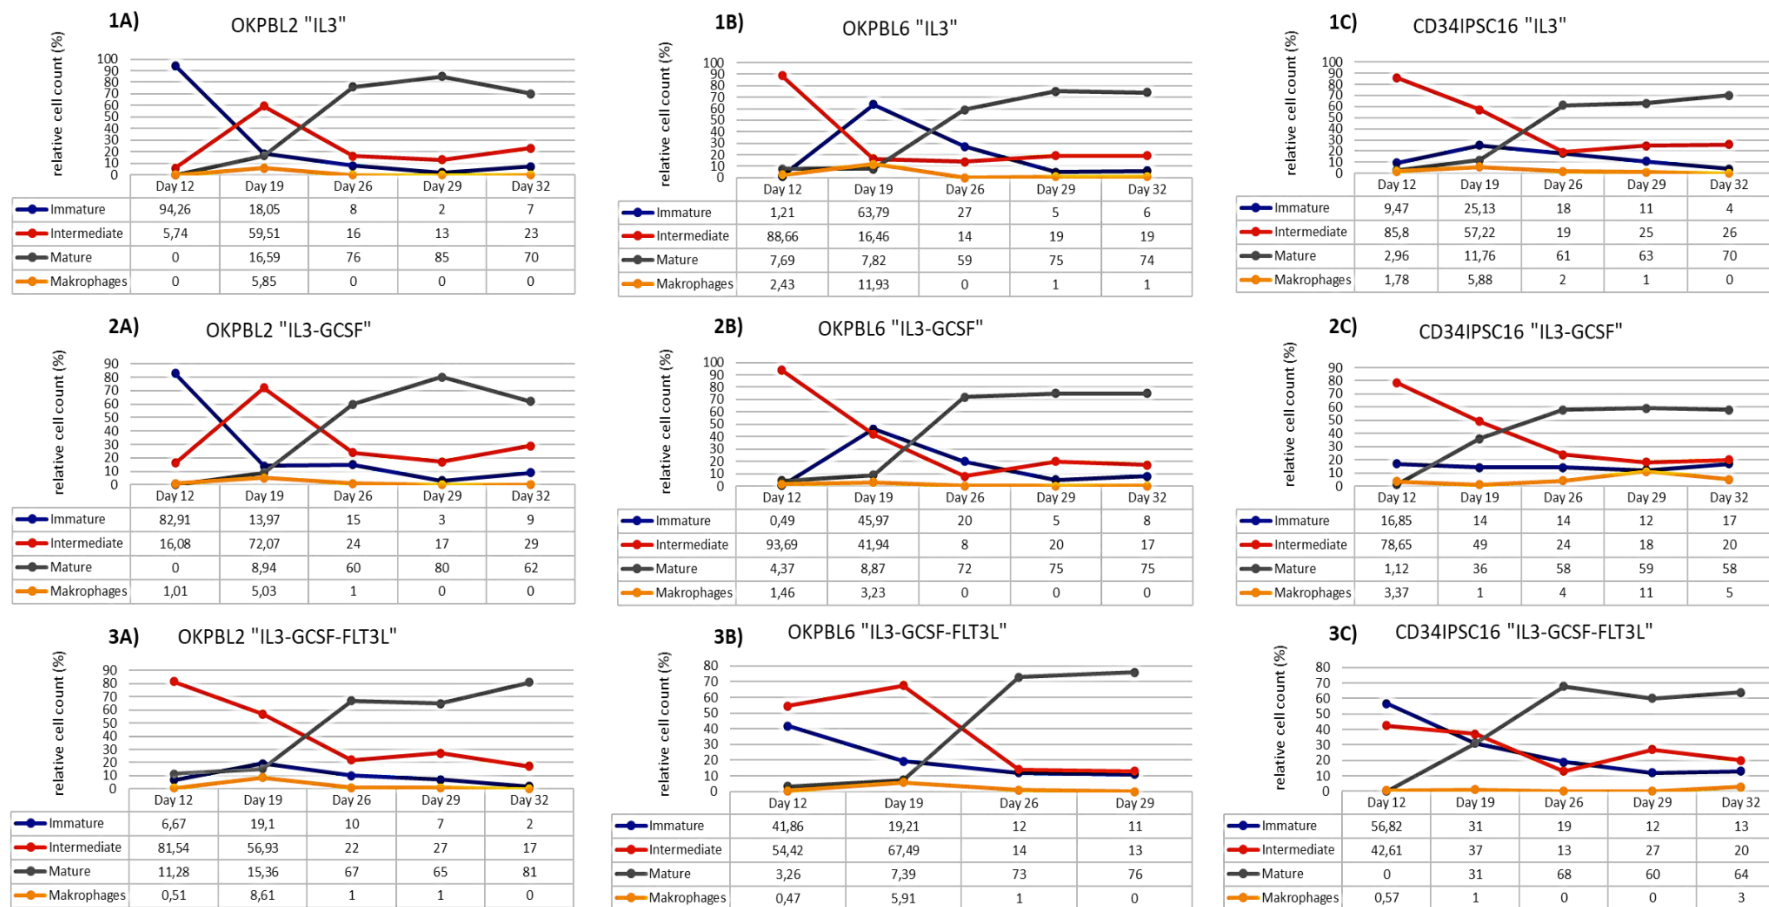 1A) OKPBL2 "IL3"
relative cell count (%)
100
90
80
70
60
50
40
30
20
10
0
Day 12 Day 19 Day 26 Day 29 Day 32
Immature 94,26 18,05 8 2 7
Intermediate 5,74 59,51 16 13 23
Mature 0 16,59 76 85 70
Makrophages 0 5,85 0 0 0
1B) OKPBL6 "IL3"
relative cell count (%)
100
90
80
70
60
50
40
30
20
10
0
Day 12 Day 19 Day 26 Day 29 Day 32
Immature 1,21 63,79 27 5 6
Intermediate 88,66 16,46 14 19 19
Mature 7,69 7,82 59 75 74
Makrophages 2,43 11,93 0 1 1
1C) CD34IPSC16 "IL3"
relative cell count (%)
100
90
80
70
60
50
40
30
20
10
0
Day 12 Day 19 Day 26 Day 29 Day 32
Immature 9,47 25,13 18 11 4
Intermediate 85,8 57,22 19 25 26
Mature 2,96 11,76 61 63 70
Makrophages 1,78 5,88 2 1 0
2A) OKPBL2 "IL3-GCSF"
relative cell count (%)
90
80
70
60
50
40
30
20
10
0
Day 12 Day 19 Day 26 Day 29 Day 32
Immature 82,91 13,97 15 3 9
Intermediate 16,08 72,07 24 17 29
Mature 0 8,94 60 80 62
Makrophages 1,01 5,03 1 0 0
2B) OKPBL6 "IL3-GCSF"
relative cell count (%)
100
90
80
70
60
50
40
30
20
10
0
Day 12 Day 19 Day 26 Day 29 Day 32
Immature 0,49 45,97 20 5 8
Intermediate 93,69 41,94 8 20 17
Mature 4,37 8,87 72 75 75
Makrophages 1,46 3,23 0 0 0
2C) CD34IPSC16 "IL3-GCSF"
relative cell count (%)
90
80
70
60
50
40
30
20
10
0
Day 12 Day 19 Day 26 Day 29 Day 32
Immature 16,85 14 14 12 17
Intermediate 78,65 49 24 18 20
Mature 1,12 36 58 59 58
Makrophages 3,37 1 4 11 5
3A) OKPBL2 "IL3-GCSF-FLT3L"
relative cell count (%)
90
80
70
60
50
40
30
20
10
0
Day 12 Day 19 Day 26 Day 29 Day 32
Immature 6,67 19,1 10 7 2
Intermediate 81,54 56,93 22 27 17
Mature 11,28 15,36 67 65 81
Makrophages 0,51 8,61 1 1 0
3B) OKPBL6 "IL3-GCSF-FLT3L"
relative cell count (%)
80
70
60
50
40
30
20
10
0
Day 12 Day 19 Day 26 Day 29
Immature 41,86 19,21 12 11
Intermediate 54,42 67,49 14 13
Mature 3,26 7,39 73 76
Makrophages 0,47 5,91 1 0
3C) CD34IPSC16 "IL3-GCSF-FLT3L"
relative cell count (%)
80
70
60
50
40
30
20
10
0
Day 12 Day 19 Day 26 Day 29 Day 32
Immature 56,82 31 19 12 13
Intermediate 42,61 37 13 27 20
Mature 0 31 68 60 64
Makrophages 0,57 1 0 0 3